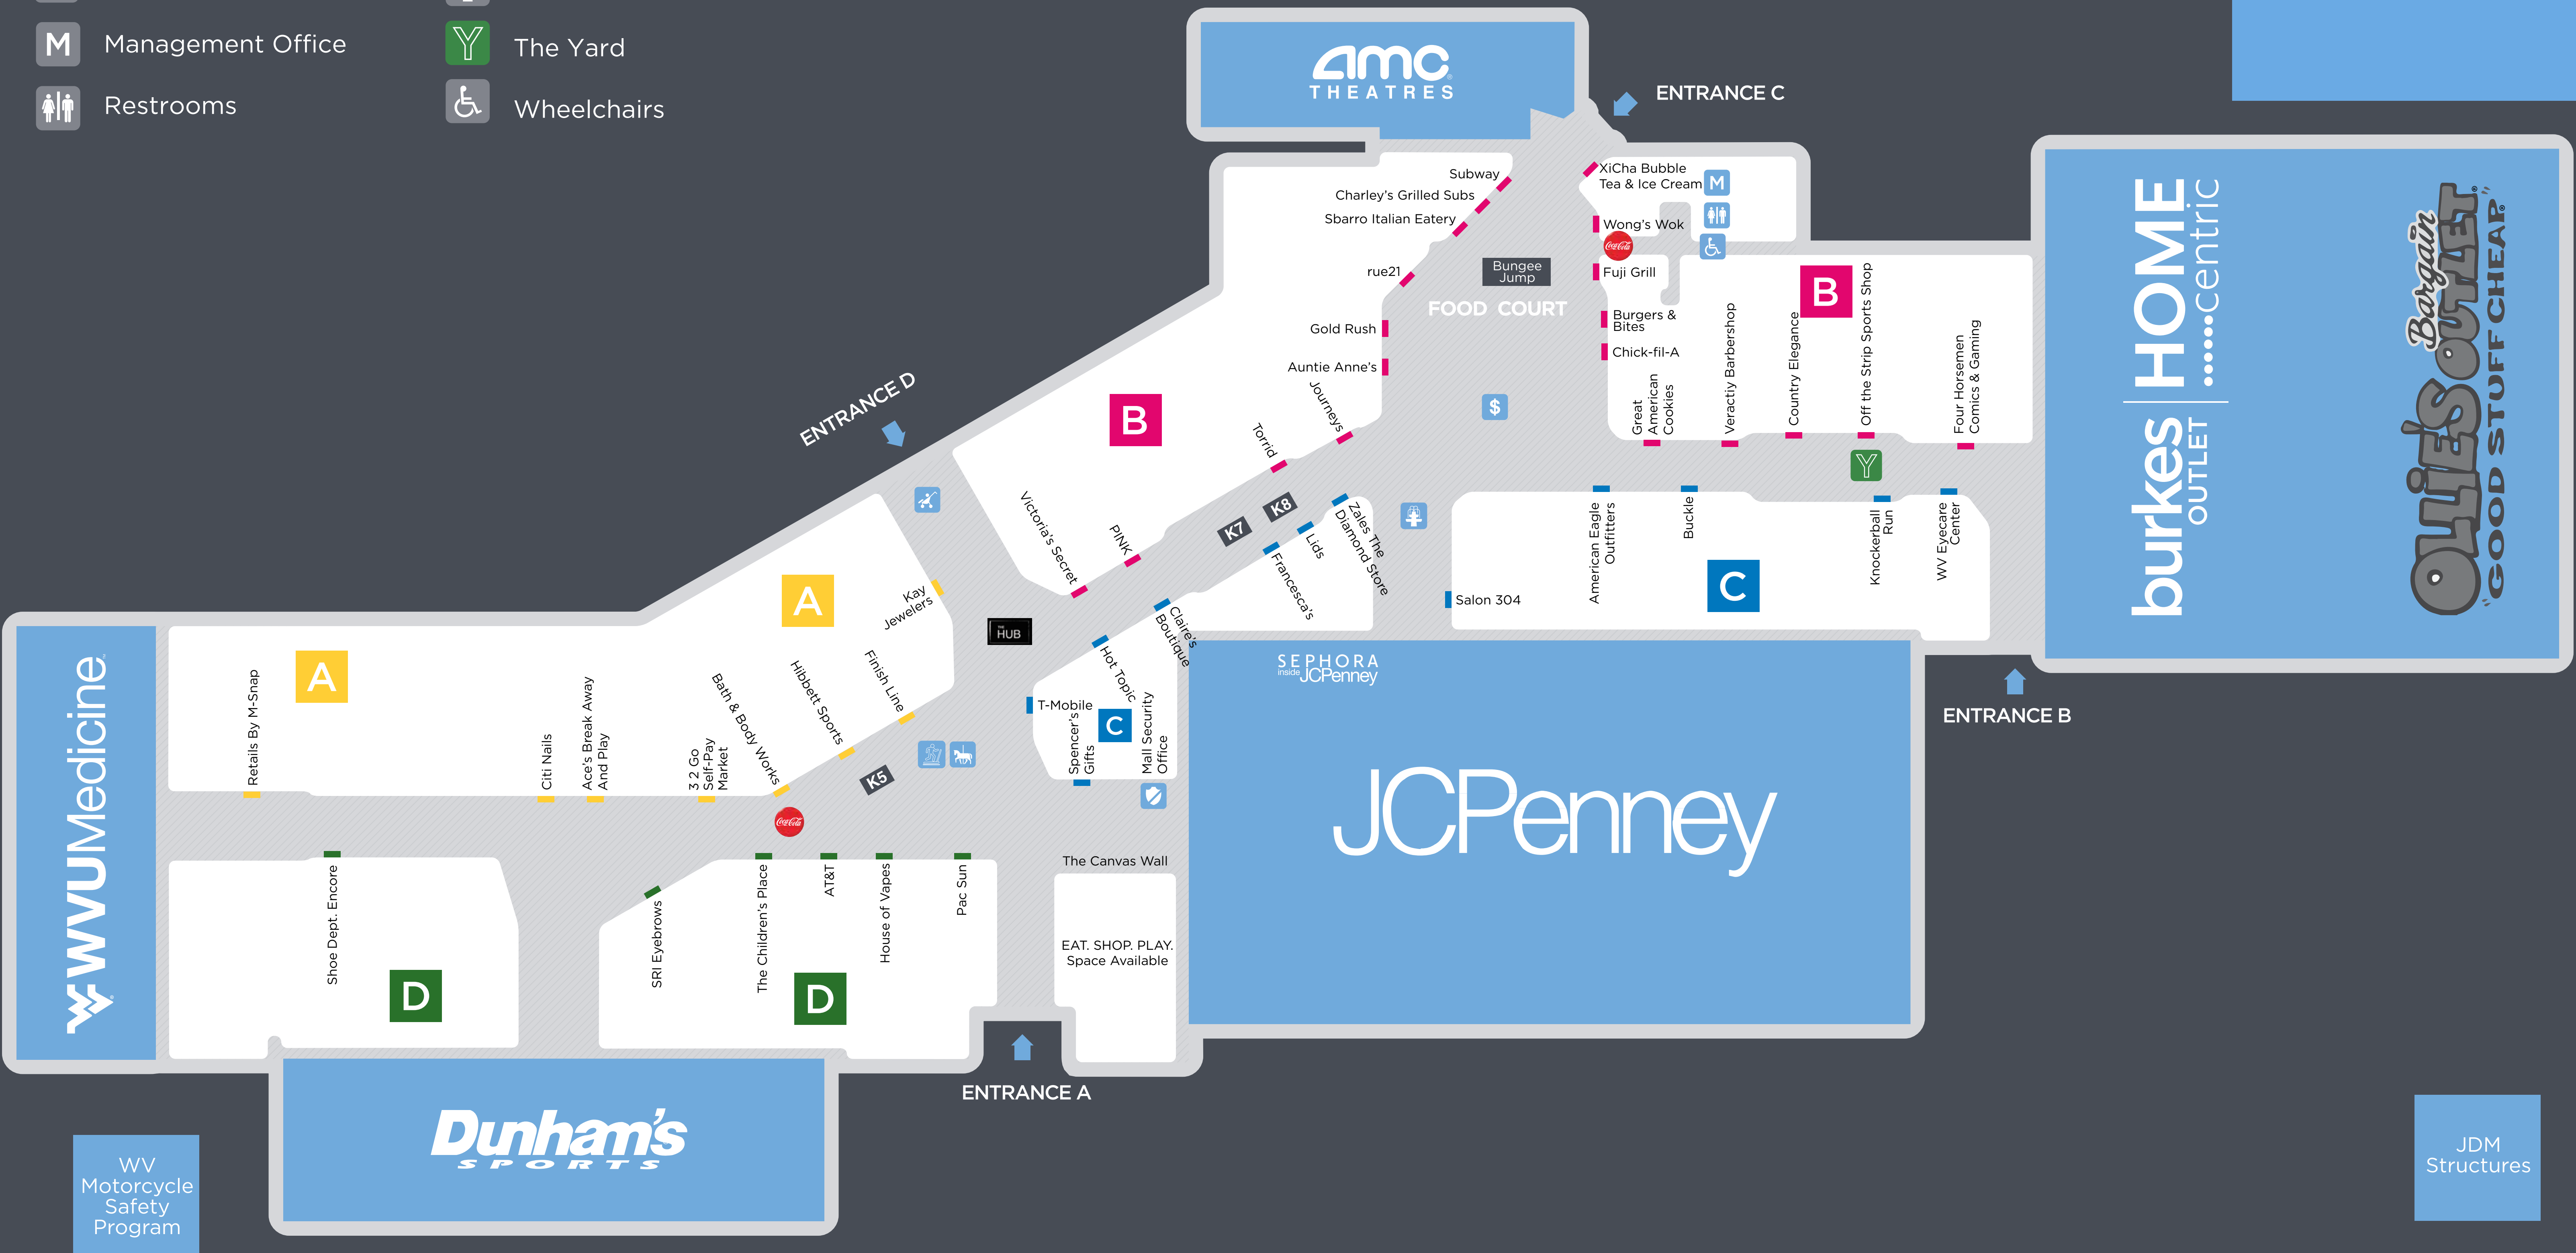 M Management Office
Y The Yard
Restrooms
Wheelchairs
amc
THEATRES
ENTRANCE C
Subway
Charley's Grilled Subs
Sbarro Italian Eatery
rue21
Gold Rush
Auntie Anne's
Journeys
Torrid
PINK
Victoria's Secret
B
XiCha Bubble
Tea & Ice Cream
M
Wong's Wok
Coca-Cola
Fuji Grill
Burgers &
Bites
Chick-fil-A
Bungee
Jump
FOOD COURT
$
Great
American
Cookies
Veractiy Barbershop
Country Elegance
B
Off the Strip Sports Shop
Four Horsemen
Comics & Gaming
Y
burkes
OUTLET
HOME
centric
OLLIE'S
Bargain
OUTLET
"GOOD STUFF CHEAP"
ENTRANCE D
K7
K8
Zales The
Diamond Store
Lids
Francesca's
Claire's
Boutique
Hot Topic
T-Mobile
C
Spencer's
Gifts
Mall Security
Office
THE
HUB
American Eagle
Outfitters
Buckle
Knockerball
Run
WV Eyecare
Center
Salon 304
C
ENTRANCE B
SEPHORA
inside JCPenney
JCPenney
WVUMedicine
A
Retails By M-Snap
Citi Nails
Ace's Break Away
And Play
3 2 Go
Self-Pay
Market
Bath & Body Works
Hibbett Sports
Finish Line
Kay
Jewelers
A
K5
Coca-Cola
Shoe Dept. Encore
D
SRI Eyebrows
The Children's Place
AT&T
House of Vapes
Pac Sun
D
The Canvas Wall
EAT. SHOP. PLAY.
Space Available
ENTRANCE A
Dunham's
SPORTS
WV
Motorcycle
Safety
Program
JDM
Structures